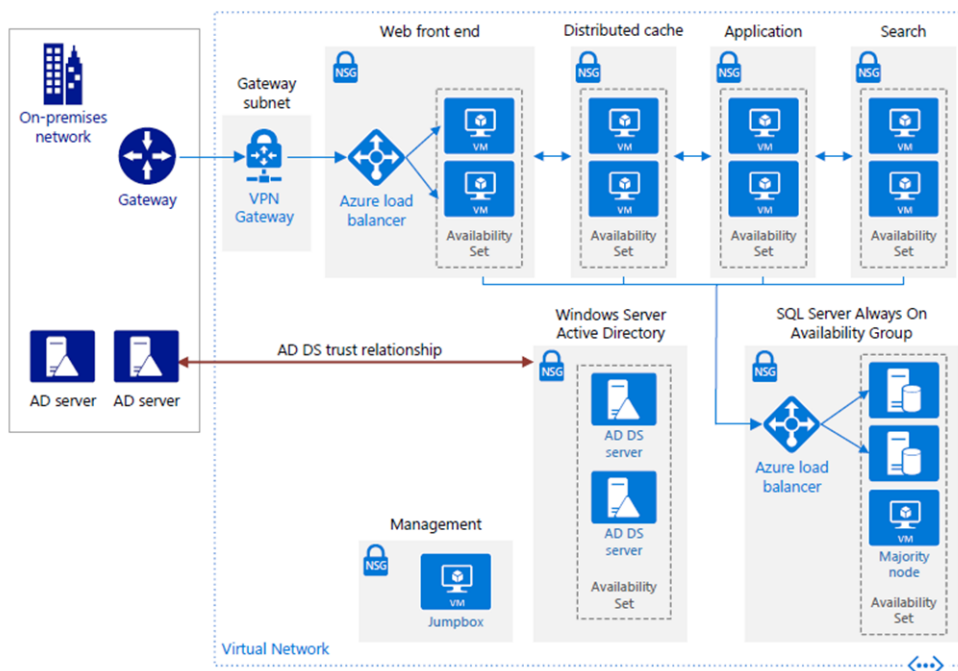 On-premises
network
Gateway
AD server
AD server
Gateway
subnet
VPN
Gateway
Web front end
NSG
Azure load
balancer
VM
VM
Availability
Set
Distributed cache
NSG
VM
VM
Availability
Set
Application
NSG
VM
VM
Availability
Set
Search
NSG
VM
VM
Availability
Set
AD DS trust relationship
Windows Server
Active Directory
NSG
AD DS
server
AD DS
server
Availability
Set
SQL Server Always On
Availability Group
NSG
Azure load
balancer
VM
Majority
node
Availability
Set
Management
NSG
VM
Jumpbox
Virtual Network